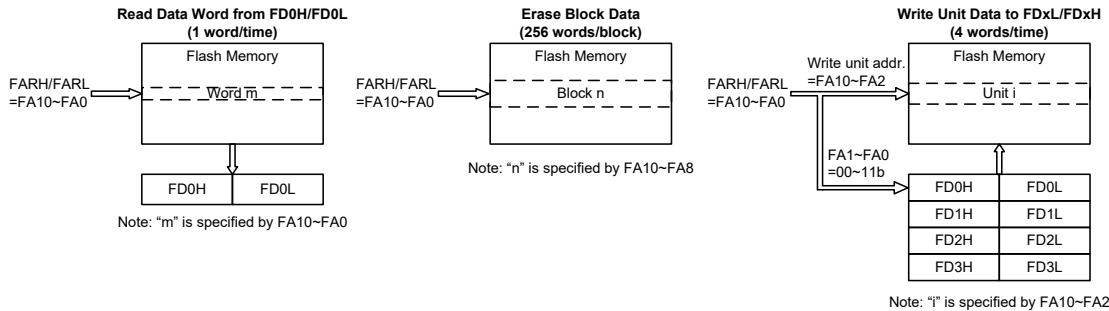 Read Data Word from FD0H/FD0L
(1 word/time)
Flash Memory
FARH/FARL
=FA10~FA0
Word m
FD0H FD0L
Note: “m” is specified by FA10~FA0
Erase Block Data
(256 words/block)
Flash Memory
FARH/FARL
=FA10~FA0
Block n
Note: “n” is specified by FA10~FA8
Write Unit Data to FDxL/FDxH
(4 words/time)
Flash Memory
FARH/FARL
=FA10~FA0
Write unit addr.
=FA10~FA2
Unit i
FA1~FA0
=00~11b
FD0H FD0L
FD1H FD1L
FD2H FD2L
FD3H FD3L
Note: “i” is specified by FA10~FA2